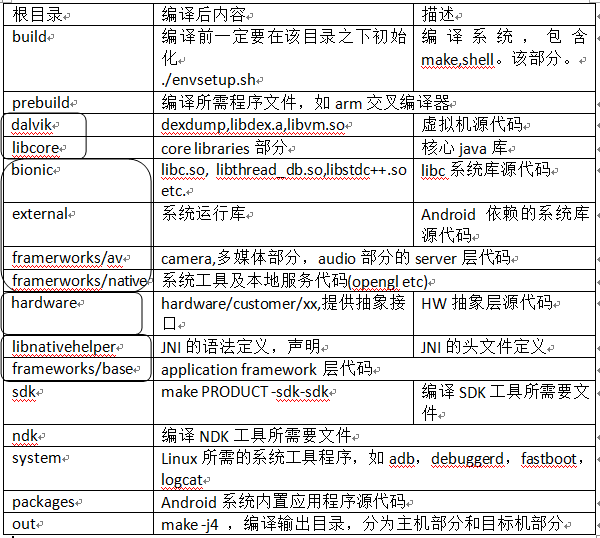 根目录 编译后内容 描述
build 编译前一定要在该目录之下初始 编译系统，包含
化 make,shell。该部分。
./envsetup.sh
prebuild 编译所需程序文件，如 arm 交叉编译器
dalvik dexdump,libdex.a,libvm.so 虚拟机源代码
libcore core libraries 部分 核心 java 库
bionic libc.so, libthread_db.so,libstdc++.so libc 系统库源代码
etc.
external 系统运行库 Android 依赖的系统库
源代码
framerworks/av camera,多媒体部分，audio 部分的 server 层代码
framerworks/native 系统工具及本地服务代码(opengl etc)
hardware hardware/customer/xx,提供抽象接 HW 抽象层源代码
口
libnativehelper JNI 的语法定义，声明 JNI 的头文件定义
frameworks/base application framework 层代码
sdk make PRODUCT -sdk-sdk 编译 SDK 工具所需要文
件
ndk 编译 NDK 工具所需要文件
system Linux 所需的系统工具程序，如 adb，debuggerd，fastboot，
logcat
packages Android 系统内置应用程序源代码
out make -j4 ，编译输出目录，分为主机部分和目标机部分